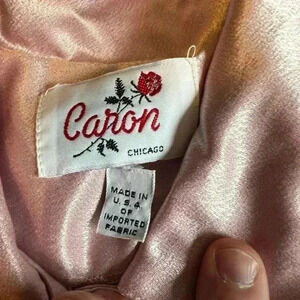 Caron
CHICAGO
MADE IN
U.S.A.
OF
IMPORTED
FABRIC